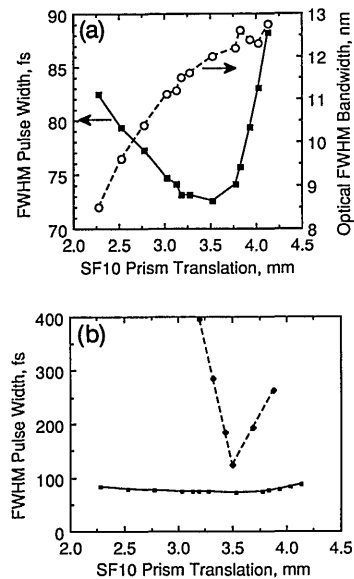 (a)
90
85
80
75
70
FWHM Pulse Width, fs
13
12
11
10
9
8
Optical FWHM Bandwidth, nm
2.0 2.5 3.0 3.5 4.0 4.5
SF10 Prism Translation, mm
(b)
400
300
200
100
0
FWHM Pulse Width, fs
2.0 2.5 3.0 3.5 4.0 4.5
SF10 Prism Translation, mm